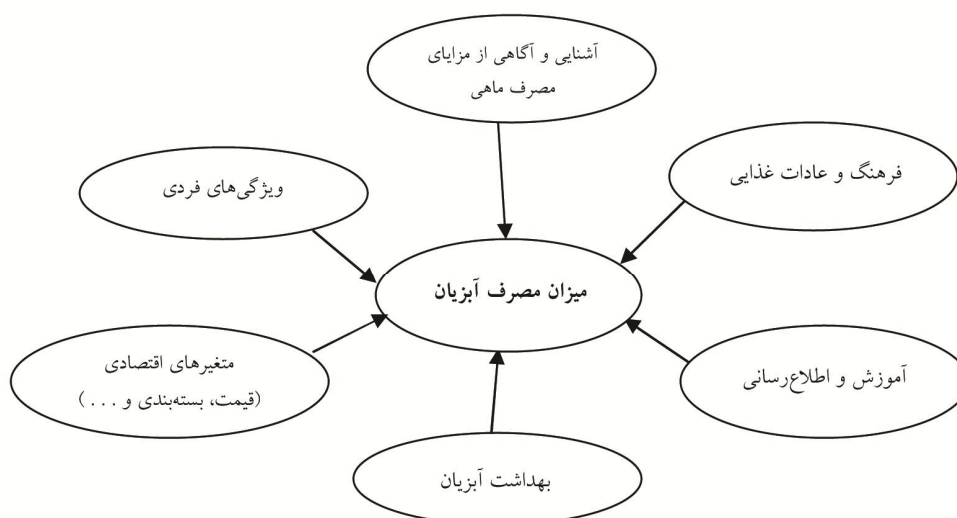 آشنایی و آگاهی از مزایای
مصرف ماهی
فرهنگ و عادات غذایی
ویژگی‌های فردی
میزان مصرف آبزیان
متغیرهای اقتصادی
(قیمت، بسته‌بندی و ...)
آموزش و اطلاع‌رسانی
بهداشت آبزیان